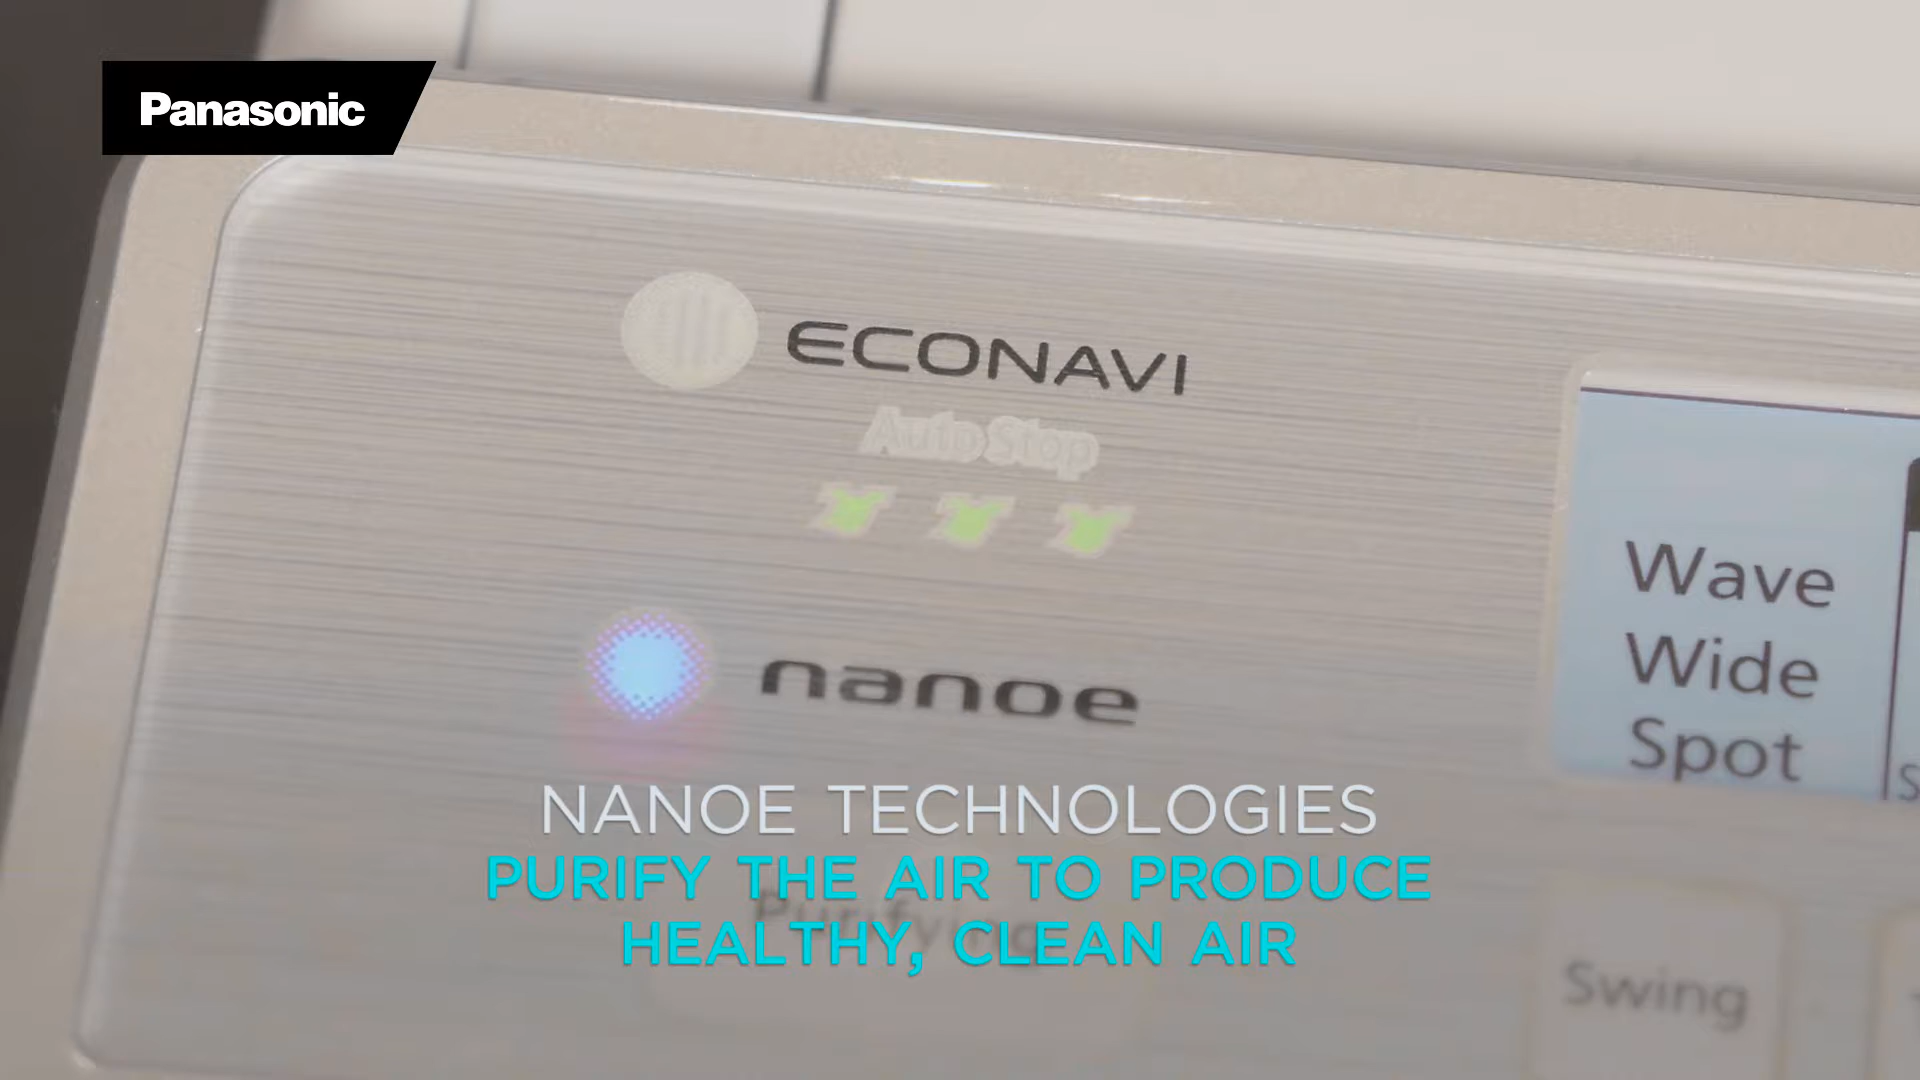 Panasonic
ECONAVI
Auto Stop
nanoe
Wave
Wide
Spot
NANOE TECHNOLOGIES
PURIFY THE AIR TO PRODUCE
HEALTHY, CLEAN AIR
Purifying
Swing